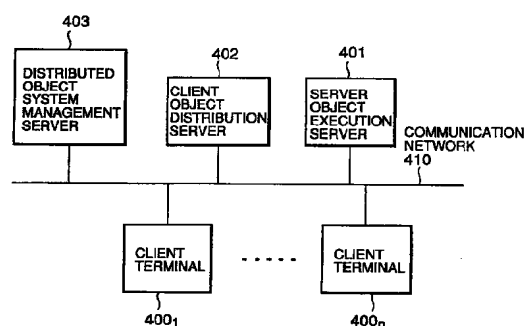 403
DISTRIBUTED
OBJECT
SYSTEM
MANAGEMENT
SERVER
402
CLIENT
OBJECT
DISTRIBUTION
SERVER
401
SERVER
OBJECT
EXECUTION
SERVER
COMMUNICATION
NETWORK
410
CLIENT
TERMINAL
400₁
.....
CLIENT
TERMINAL
400ₙ